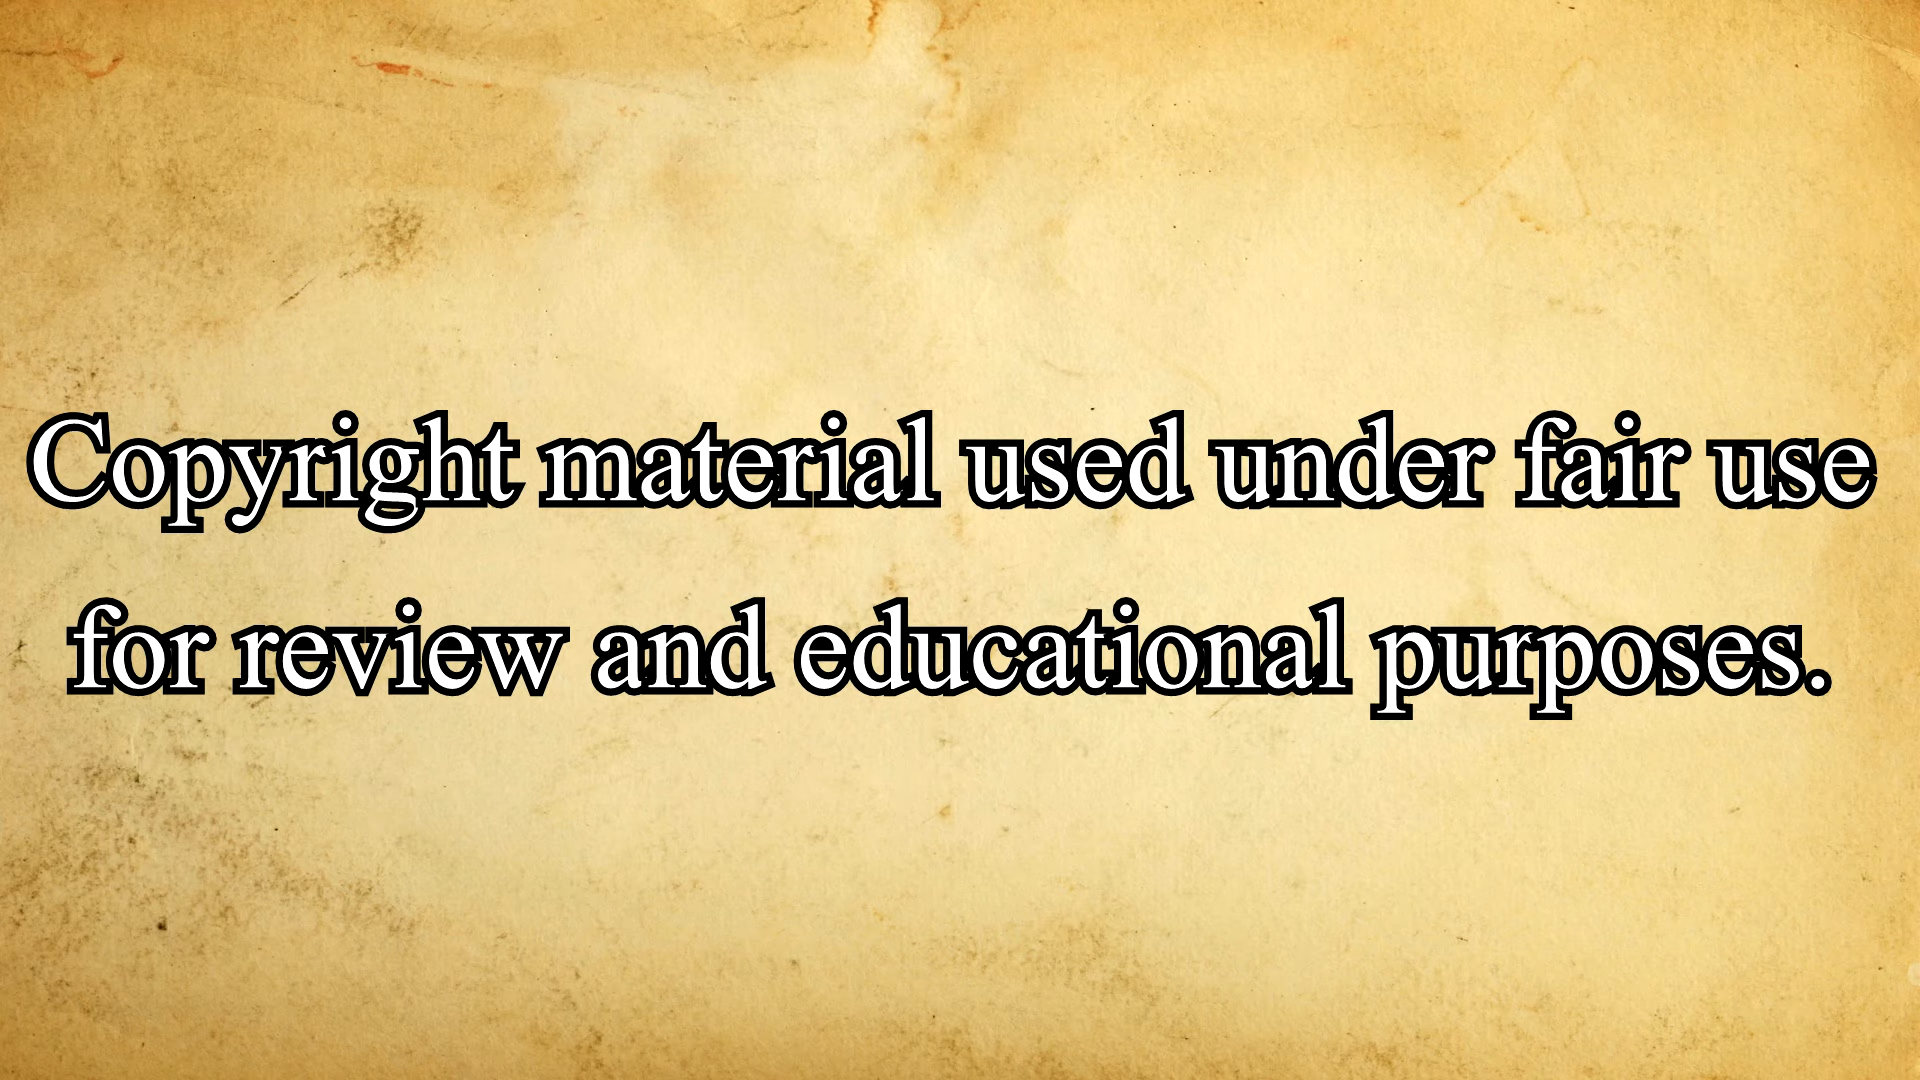 Copyright material used under fair use
for review and educational purposes.